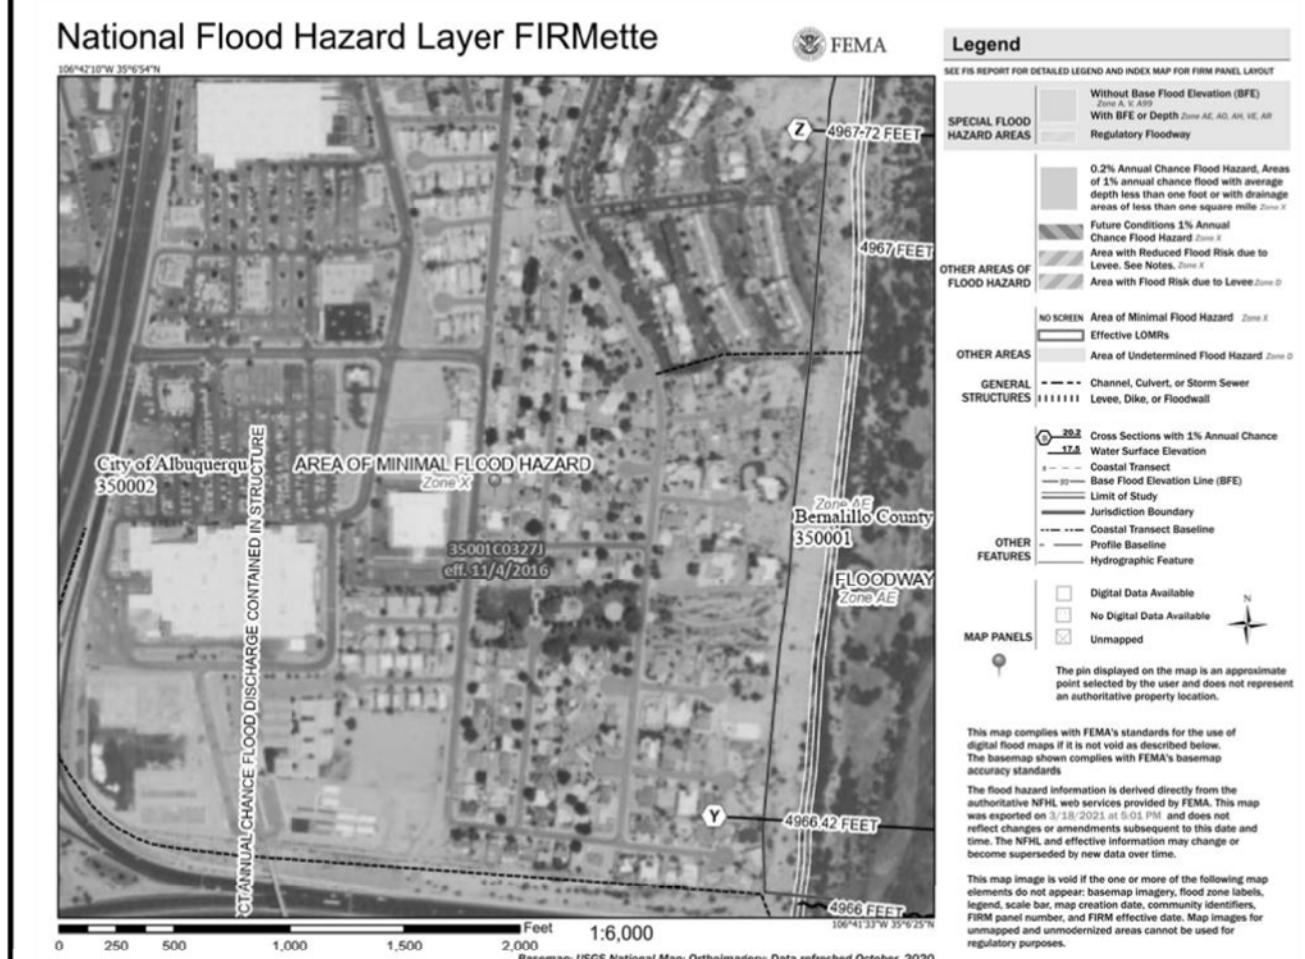 National Flood Hazard Layer FIRMette
FEMA
106°42'10"W 35°6'54"N
Z
4967-72 FEET
4967 FEET
City of Albuquerqu
350002
AREA OF MINIMAL FLOOD HAZARD
Zone X
CT ANNUAL CHANCE FLOOD DISCHARGE CONTAINED IN STRUCTURE
Zone AE
Bernalillo County
350001
35001C0327J
eff. 11/4/2016
FLOODWAY
Zone AE
Y
4966.42 FEET
4966 FEET
106°41'33"W 35°6'25"N
Feet
1:6,000
0 250 500 1,000 1,500 2,000
Basemap: USGS National Map: Orthoimagery: Data refreshed October, 2020
Legend
SEE FIS REPORT FOR DETAILED LEGEND AND INDEX MAP FOR FIRM PANEL LAYOUT
SPECIAL FLOOD
HAZARD AREAS
Without Base Flood Elevation (BFE)
Zone A, V, A99
With BFE or Depth Zone AE, AO, AH, VE, AR
Regulatory Floodway
0.2% Annual Chance Flood Hazard, Areas
of 1% annual chance flood with average
depth less than one foot or with drainage
areas of less than one square mile Zone X
Future Conditions 1% Annual
Chance Flood Hazard Zone X
Area with Reduced Flood Risk due to
Levee. See Notes. Zone X
OTHER AREAS OF
FLOOD HAZARD
Area with Flood Risk due to Levee Zone D
NO SCREEN Area of Minimal Flood Hazard Zone X
Effective LOMRs
OTHER AREAS
Area of Undetermined Flood Hazard Zone D
GENERAL
STRUCTURES
Channel, Culvert, or Storm Sewer
Levee, Dike, or Floodwall
B 20.2 Cross Sections with 1% Annual Chance
17.5 Water Surface Elevation
8 Coastal Transect
Base Flood Elevation Line (BFE)
Limit of Study
Jurisdiction Boundary
Coastal Transect Baseline
OTHER
FEATURES
Profile Baseline
Hydrographic Feature
Digital Data Available
No Digital Data Available
MAP PANELS
Unmapped
N
The pin displayed on the map is an approximate
point selected by the user and does not represent
an authoritative property location.
This map complies with FEMA's standards for the use of
digital flood maps if it is not void as described below.
The basemap shown complies with FEMA's basemap
accuracy standards
The flood hazard information is derived directly from the
authoritative NFHL web services provided by FEMA. This map
was exported on 3/18/2021 at 5:01 PM and does not
reflect changes or amendments subsequent to this date and
time. The NFHL and effective information may change or
become superseded by new data over time.
This map image is void if the one or more of the following map
elements do not appear: basemap imagery, flood zone labels,
legend, scale bar, map creation date, community identifiers,
FIRM panel number, and FIRM effective date. Map images for
unmapped and unmodernized areas cannot be used for
regulatory purposes.